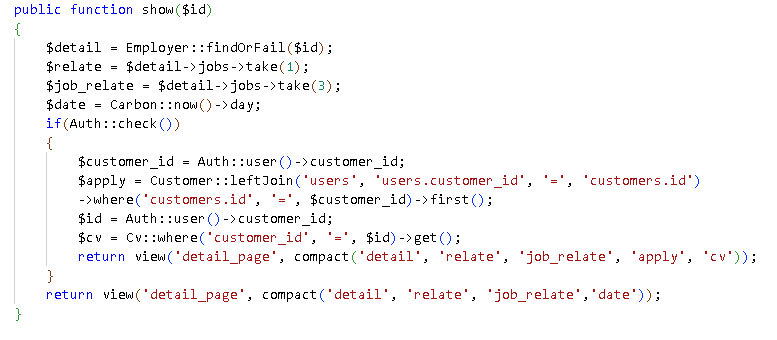 public function show($id)
{
    $detail = Employer::findOrFail($id);
    $relate = $detail->jobs->take(1);
    $job_relate = $detail->jobs->take(3);
    $date = Carbon::now()->day;
    if(Auth::check())
    {
        $customer_id = Auth::user()->customer_id;
        $apply = Customer::leftJoin('users', 'users.customer_id', '=', 'customers.id')
        ->where('customers.id', '=', $customer_id)->first();
        $id = Auth::user()->customer_id;
        $cv = Cv::where('customer_id', '=', $id)->get();
        return view('detail_page', compact('detail', 'relate', 'job_relate', 'apply', 'cv'));
    }
    return view('detail_page', compact('detail', 'relate', 'job_relate','date'));
}